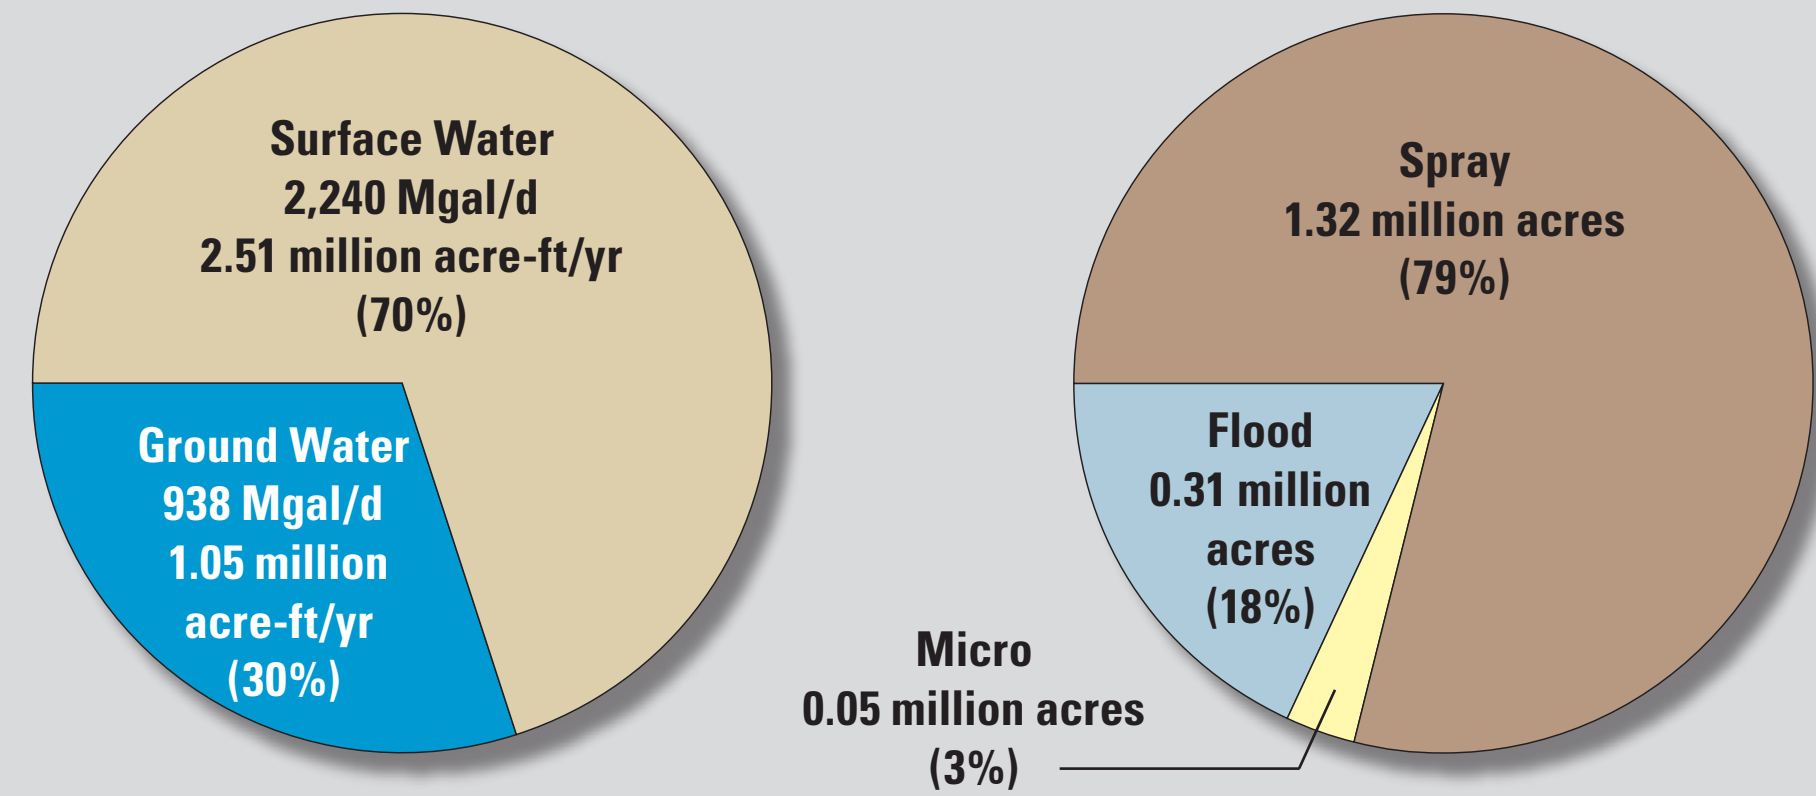 Surface Water
2,240 Mgal/d
2.51 million acre-ft/yr
(70%)
Ground Water
938 Mgal/d
1.05 million
acre-ft/yr
(30%)
Spray
1.32 million acres
(79%)
Flood
0.31 million
acres
(18%)
Micro
0.05 million acres
(3%)